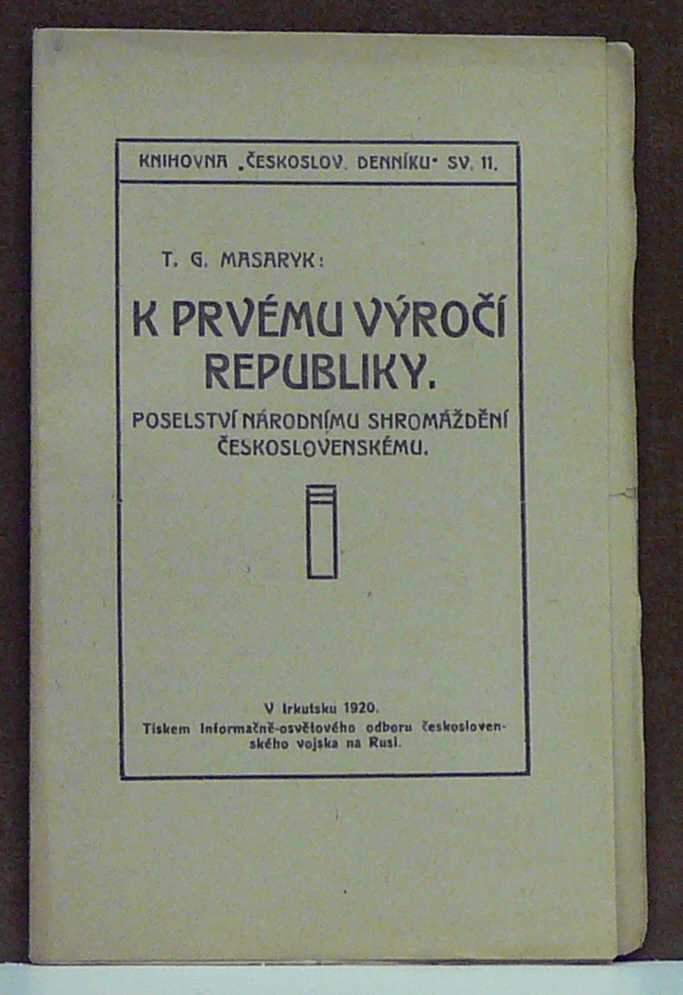 KNIHOVNA „ČESKOSLOV. DENNÍKU“ SV. 11.
T. G. MASARYK:
K PRVÉMU VÝROČÍ
REPUBLIKY.
POSELSTVÍ NÁRODNÍMU SHROMÁŽDĚNÍ
ČESKOSLOVENSKÉMU.
V Irkutsku 1920.
Tiskem Informačně-osvětového odboru českosloven-
ského vojska na Rusi.